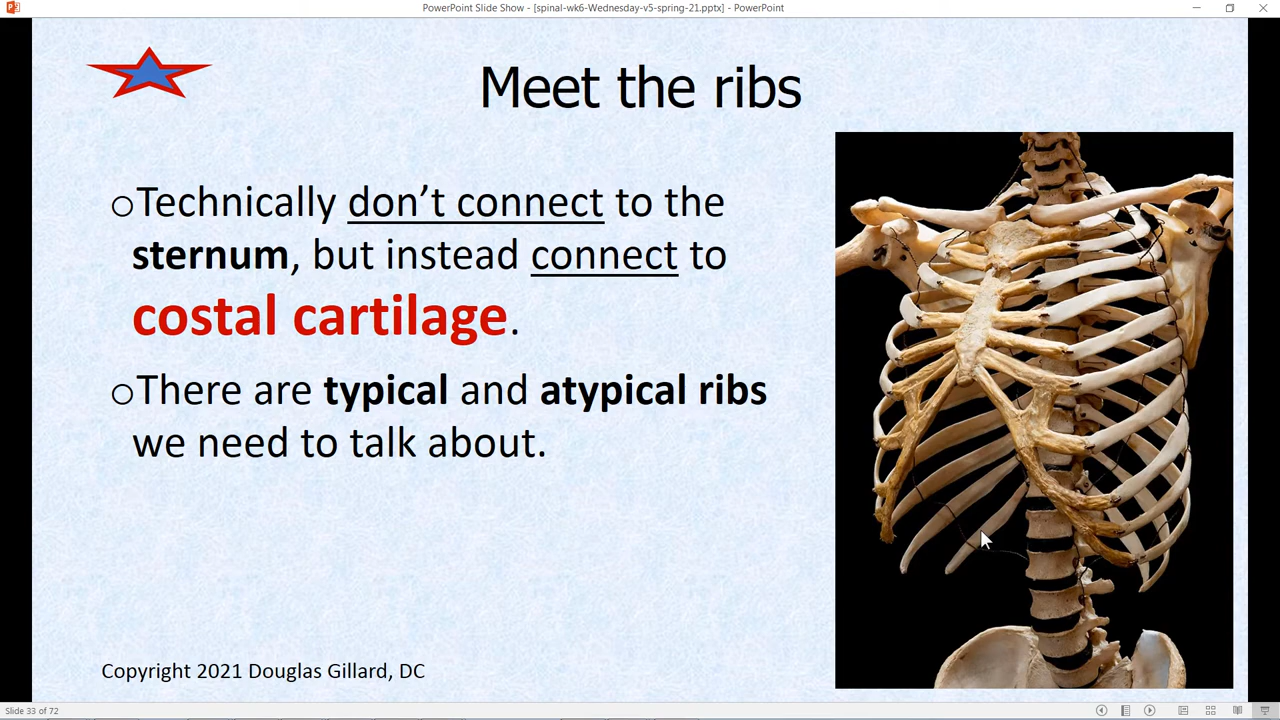 PowerPoint Slide Show - [spinal-wk6-Wednesday-v5-spring-21.pptx] - PowerPoint
Meet the ribs
oTechnically don’t connect to the
sternum, but instead connect to
costal cartilage.
oThere are typical and atypical ribs
we need to talk about.
Copyright 2021 Douglas Gillard, DC
Slide 33 of 72